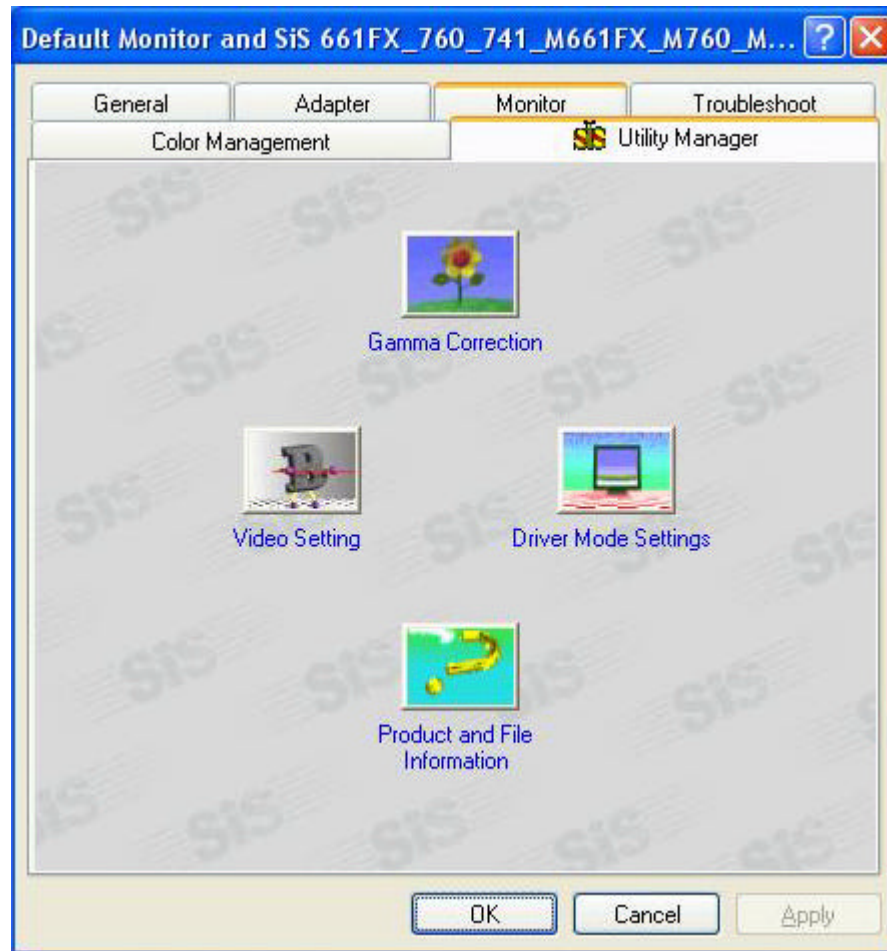 Default Monitor and SiS 661FX_760_741_M661FX_M760_M...
General Adapter Monitor Troubleshoot
Color Management SiS Utility Manager
Gamma Correction
Video Setting Driver Mode Settings
Product and File
Information
OK Cancel Apply